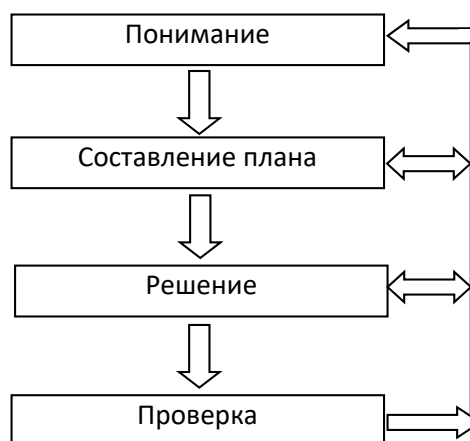 Понимание
Составление плана
Решение
Проверка